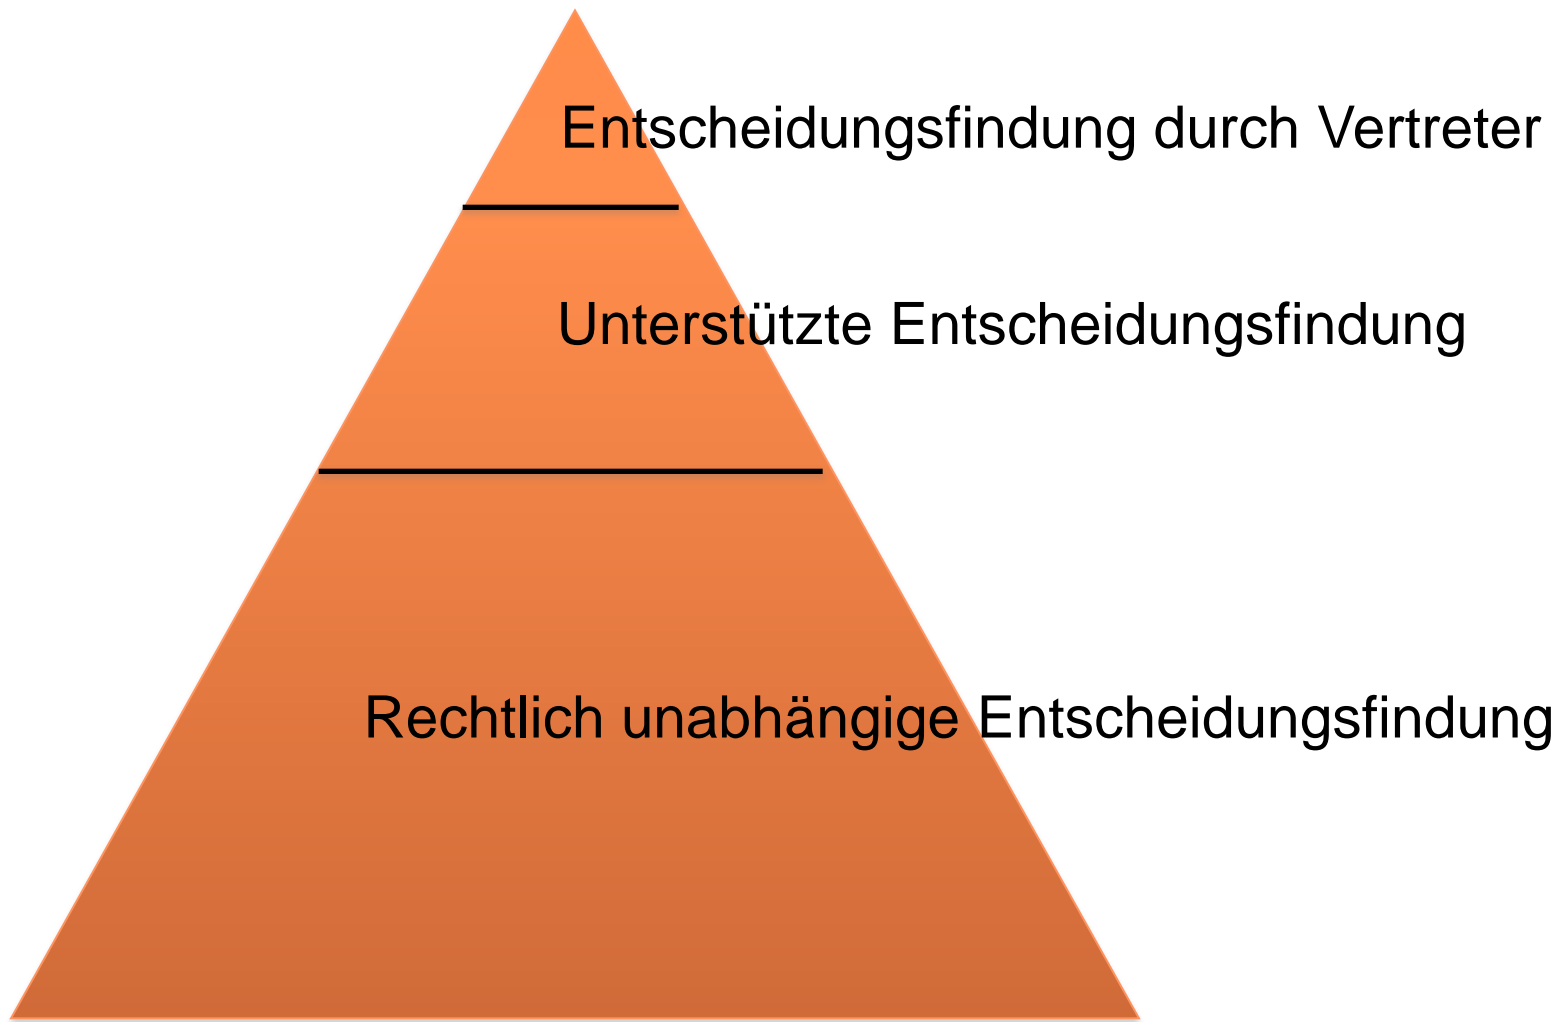 Entscheidungsfindung durch Vertreter
Unterstützte Entscheidungsfindung
Rechtlich unabhängige Entscheidungsfindung